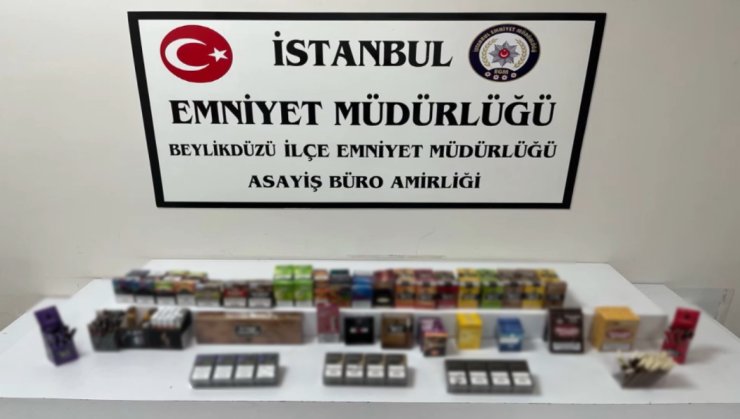 İSTANBUL
EMNİYET MÜDÜRLÜĞÜ
BEYLİKDÜZÜ İLÇE EMNİYET MÜDÜRLÜĞÜ
ASAYİŞ BÜRO AMİRLİĞİ